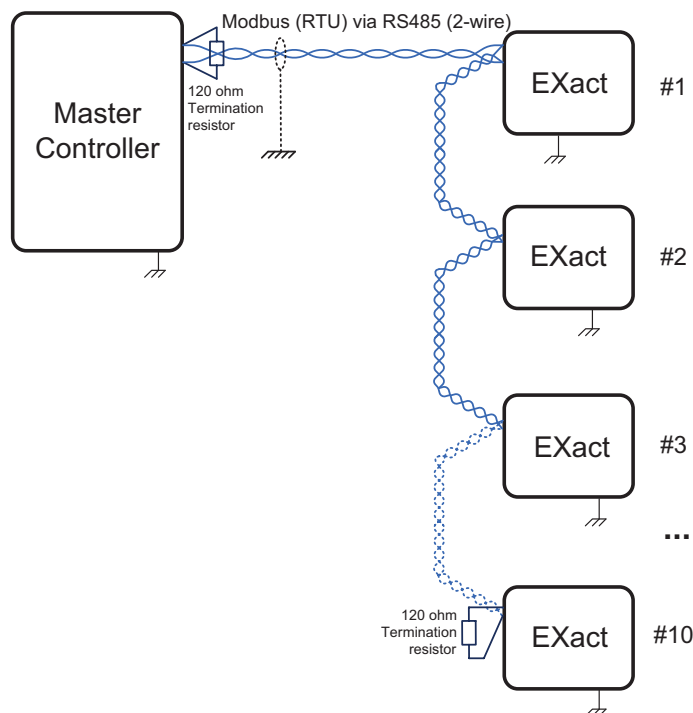 Modbus (RTU) via RS485 (2-wire)
120 ohm
Termination
resistor
Master
Controller
EXact
#1
EXact
#2
EXact
#3
...
120 ohm
Termination
resistor
EXact
#10